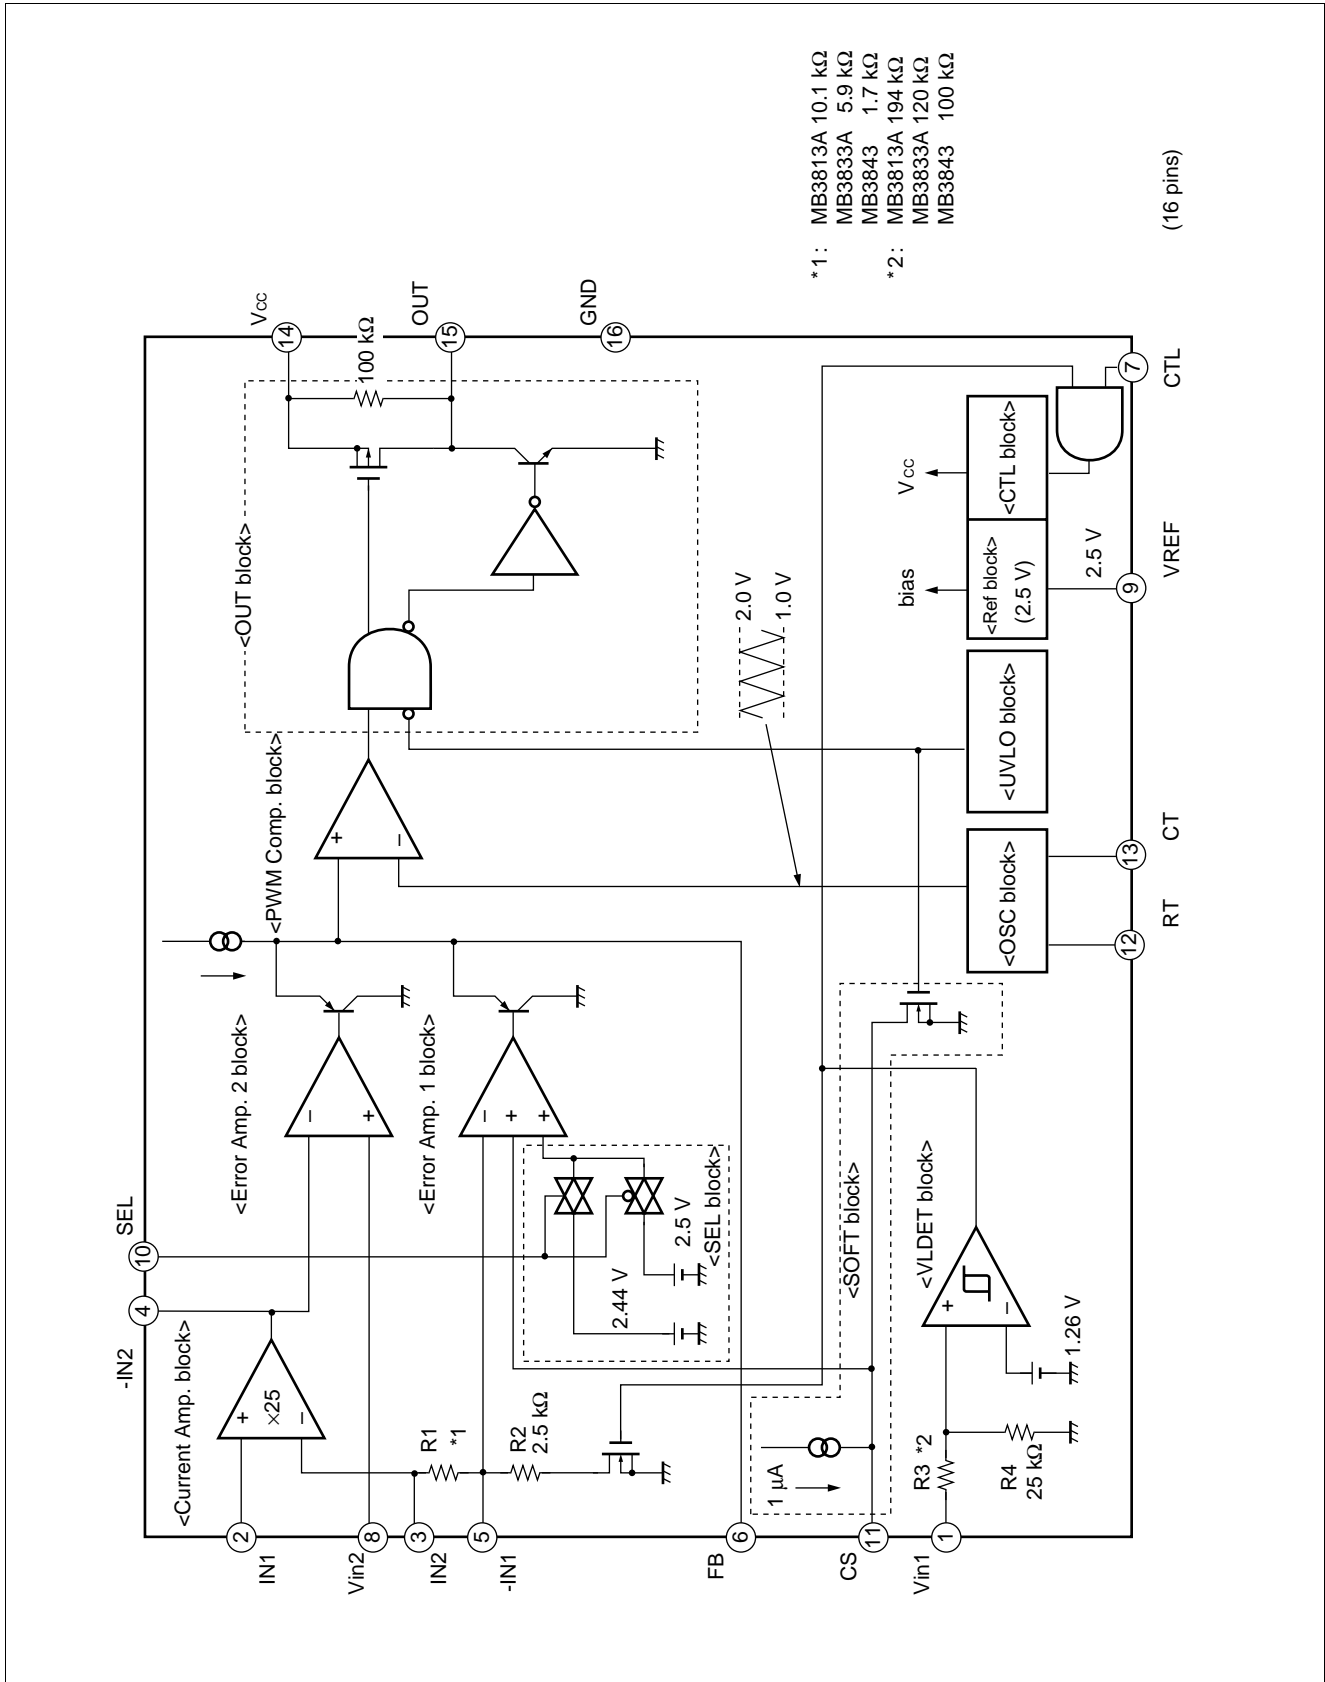 -IN2
SEL
4
10
<Current Amp. block>
<Error Amp. 2 block>
<PWM Comp. block>
<OUT block>
IN1
2
+
×25
−
Vin2
8
−
+
+
−
14
VCC
100 kΩ
15
OUT
IN2
3
R1
*1
<Error Amp. 1 block>
−
+
+
-IN1
5
R2
2.5 kΩ
2.44 V
2.5 V
<SEL block>
16
GND
FB
6
2.0 V
1.0 V
1 µA
CS
11
<SOFT block>
<VLDET block>
+
−
1.26 V
Vin1
1
R3 *2
R4
25 kΩ
bias
VCC
<OSC block>
<UVLO block>
<Ref block>
(2.5 V)
<CTL block>
2.5 V
12
13
9
7
RT
CT
VREF
CTL
*1 : MB3813A 10.1 kΩ
MB3833A 5.9 kΩ
MB3843 1.7 kΩ
*2 : MB3813A 194 kΩ
MB3833A 120 kΩ
MB3843 100 kΩ
(16 pins)